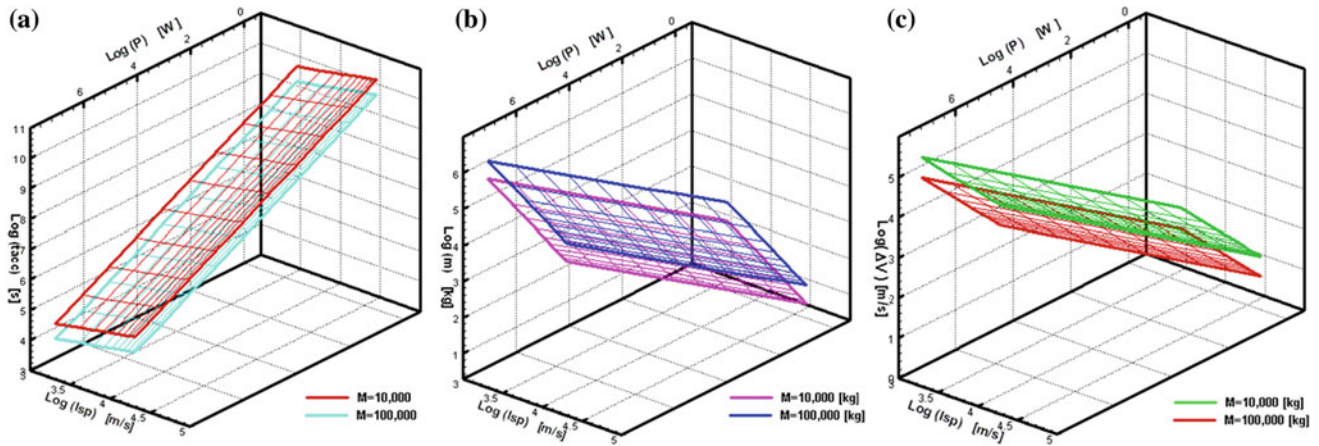 (a)
Log (P) [W]
0
2
4
6
11
10
9
8
7
6
5
4
3
Log (tacc) [s]
3.5
4
4.5
5
Log (Isp) [m/s]
M=10,000
M=100,000
(b)
Log (P) [W]
0
2
4
6
6
5
4
3
2
1
Log (m) [kg]
3
3.5
4
4.5
5
Log (Isp) [m/s]
M=10,000 [kg]
M=100,000 [kg]
(c)
Log (P) [W]
0
2
4
6
5
4
3
2
1
0
Log(ΔV) [m/s]
3.5
4
4.5
5
Log (Isp) [m/s]
M=10,000 [kg]
M=100,000 [kg]